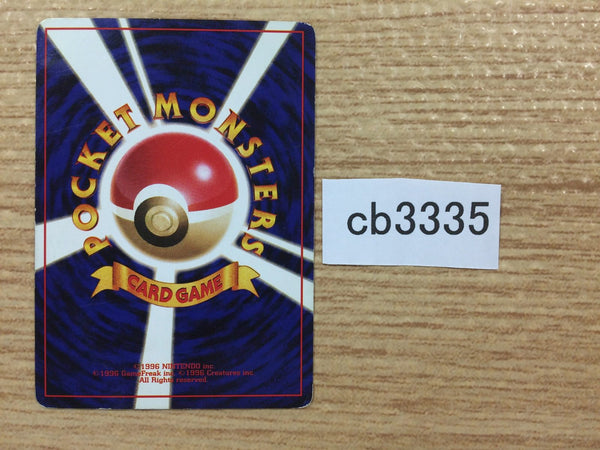 POCKET MONSTERS
CARD GAME
©1996 NINTENDO inc.
©1996 GameFreak inc. ©1996 Creatures inc.
All Rights reserved.
cb3335